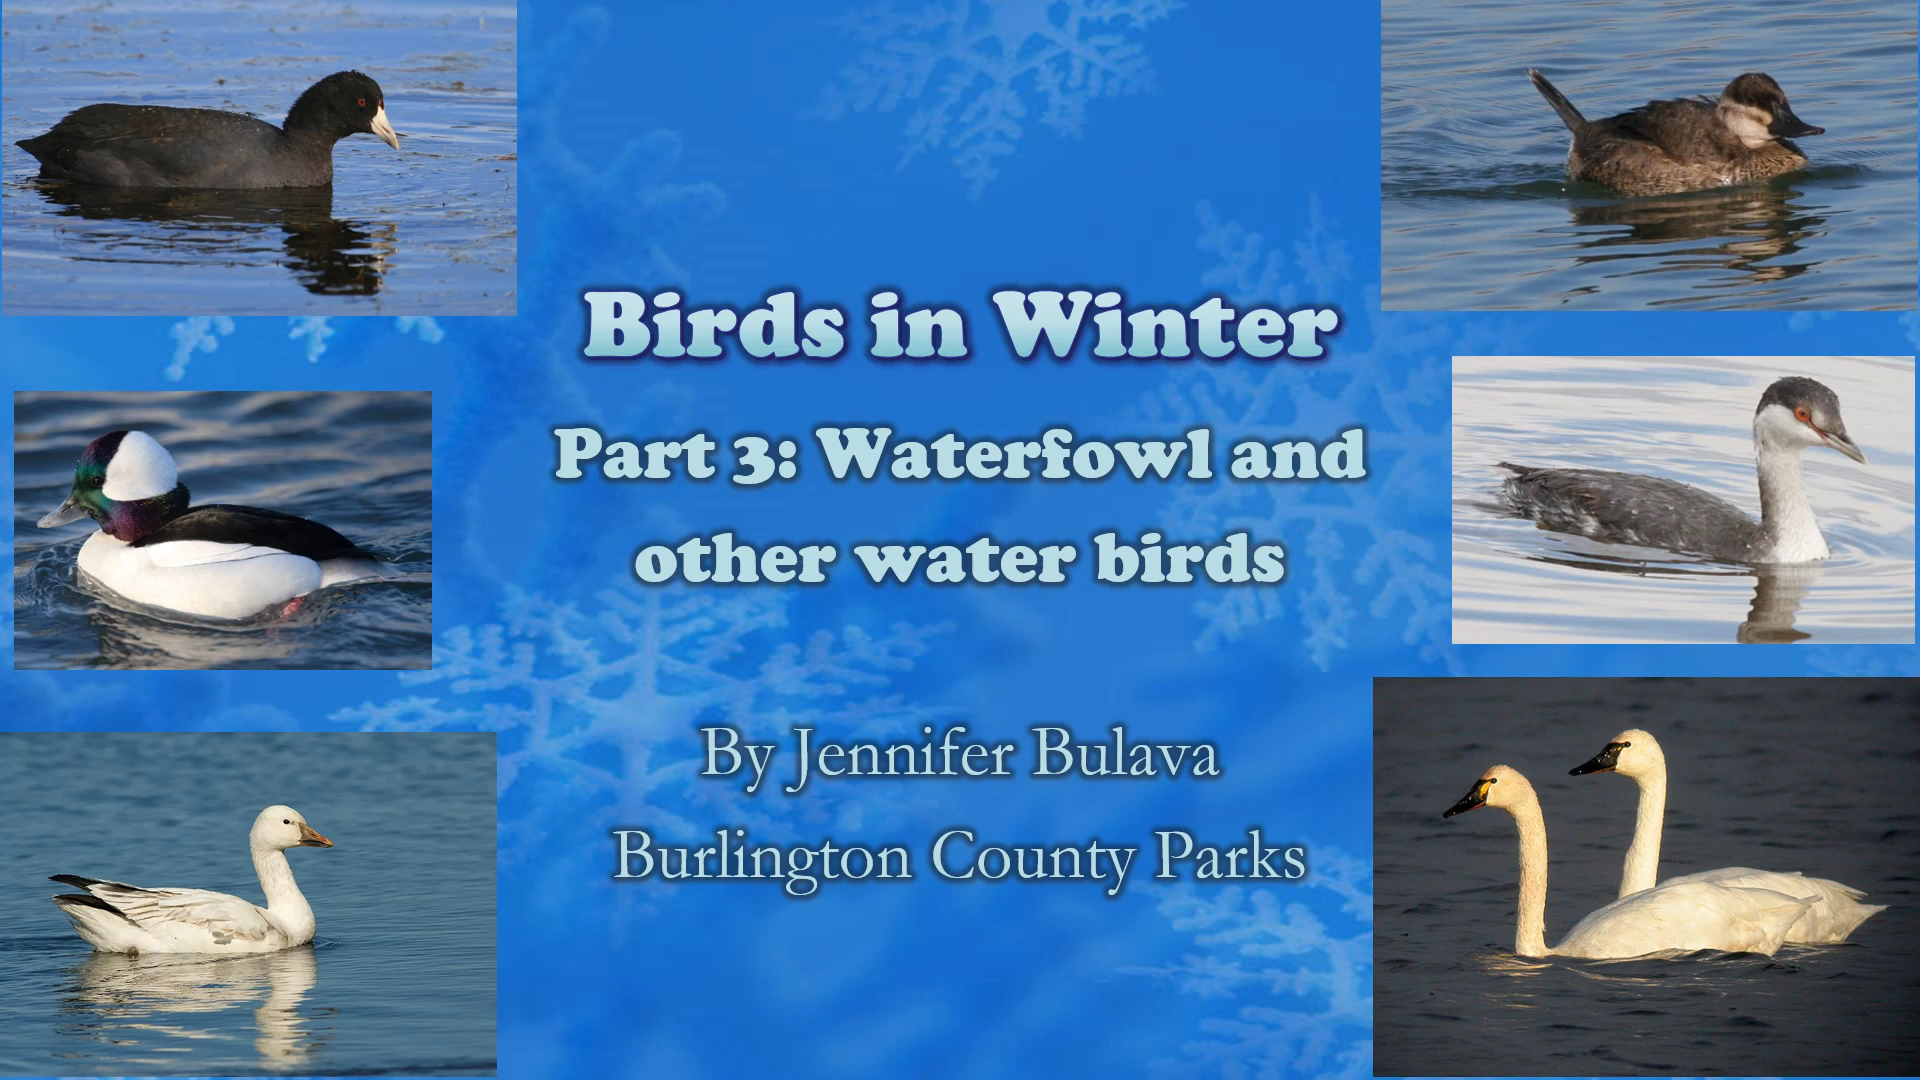 Birds in Winter
Part 3: Waterfowl and
other water birds
By Jennifer Bulava
Burlington County Parks